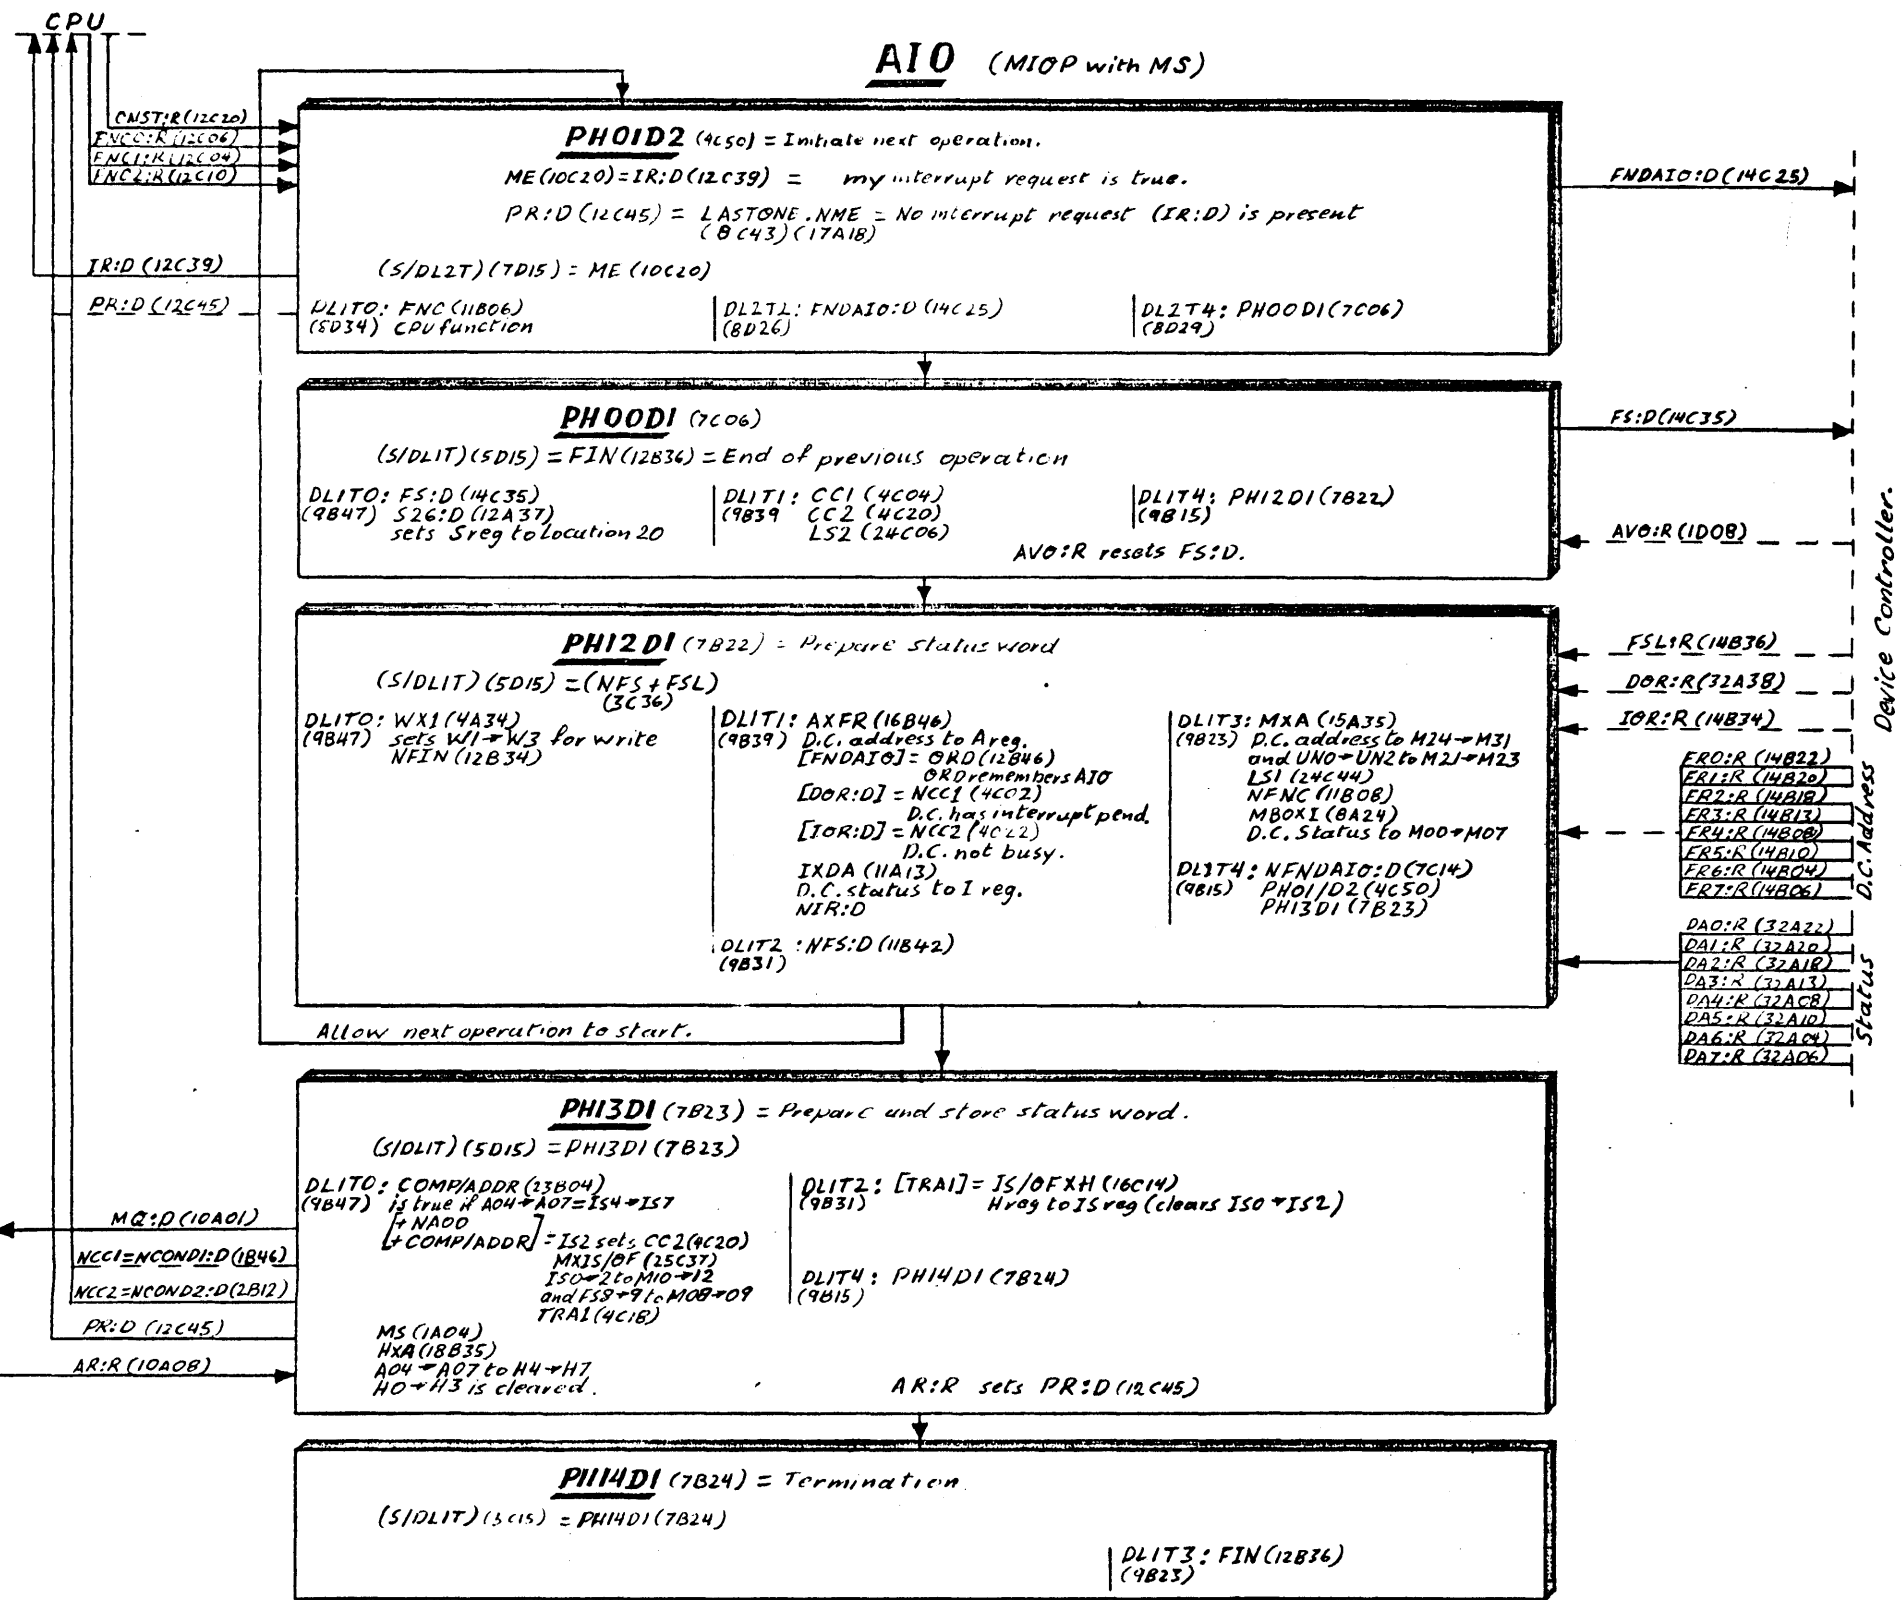 CPU
AIO (MIOP with MS)
CNST:R(12C20)
FNC0:R(12C06)
FNC1:R(12C04)
FNC2:R(12C10)
PH01D2 (4C50) = Initiate next operation.
ME(10C20)=IR:D(12C39) = my interrupt request is true.
PR:D(12C45) = LASTONE.NME = No interrupt request (IR:D) is present
(8C43)(17A18)
(S/DL2T)(7D15) = ME(10C20)
IR:D(12C39)
PR:D(12C45)
DL1T0: FNC(11B06)
(5D34) CPU function
DL2T2: FNDAIO:D(14C25)
(8D26)
DL2T4: PH00D1(7C06)
(8D29)
FNDAIO:D(14C25)
PH00D1 (7C06)
(S/DL1T)(5D15) = FIN(12B36) = End of previous operation
DL1T0: FS:D(14C35)
(9B47) S26:D(12A37)
sets Sreg to Location 20
DL1T1: CC1(4C04)
(9B39 CC2(4C20)
LS2(24C06)
DL1T4: PH12D1(7B22)
(9B15)
AVO:R resets FS:D.
FS:D(14C35)
AVO:R(1D08)
Device Controller.
PH12D1 (7B22) = Prepare status word
(S/DL1T)(5D15) = (NFS + FSL)
(3C36)
DL1T0: WX1(4A34)
(9B47) sets W1→W3 for write
NFIN(12B34)
DL1T1: AXFR(16B46)
(9B39) D.C. address to A reg.
[FNDAIO] = ORD(12B46)
ORD remembers AIO
[DOR:D] = NCC1(4C02)
D.C. has interrupt pend.
[IOR:D] = NCC2(4C22)
D.C. not busy.
IXDA(11A13)
D.C. status to I reg.
NIR:D
DL1T2 :NFS:D(11B42)
(9B31)
DL1T3: MXA(15A35)
(9B23) D.C. address to M24→M31
and UN0→UN2 to M21→M23
LS1(24C44)
NFNC(11B08)
MBOX1(8A24)
D.C. Status to M00→M07
DL1T4: NFNDAIO:D(7C14)
(9B15) PH01/D2(4C50)
PH13D1(7B23)
FSL:R(14B36)
DOR:R(32A38)
IOR:R(14B34)
FR0:R(14B22)
FR1:R(14B20)
FR2:R(14B18)
FR3:R(14B13)
FR4:R(14B08)
FR5:R(14B10)
FR6:R(14B04)
FR7:R(14B06)
D.C. Address
DA0:R(32A22)
DA1:R(32A20)
DA2:R(32A18)
DA3:R(32A13)
DA4:R(32A08)
DA5:R(32A10)
DA6:R(32A04)
DA7:R(32A06)
Status
Allow next operation to start.
PH13D1 (7B23) = Prepare and store status word.
(S/DL1T)(5D15) = PH13D1(7B23)
DL1T0: COMP/ADDR(23B04)
(9B47) is true if A04→A07=IS4→IS7
[+ NA00
+ COMP/ADDR] = IS2 sets CC2(4C20)
MXIS/OF(25C37)
IS0→2 to M10→12
and FS8→9 to M08→09
TRA1(4C18)
MS(1A04)
HXA(18B35)
A04→A07 to H4→H7
H0→H3 is cleared.
DL1T2: [TRA1] = IS/OFXH(16C14)
(9B31) Hreg to ISreg (clears IS0→IS2)
DL1T4: PH14D1(7B24)
(9B15)
AR:R sets PR:D(12C45)
MQ:D(10A01)
NCC1=NCOND1:D(1B46)
NCC2=NCOND2:D(2B12)
PR:D(12C45)
AR:R(10A08)
PH14D1 (7B24) = Termination
(S/DL1T) = PH14D1(7B24)
DL1T3: FIN(12B36)
(9B23)